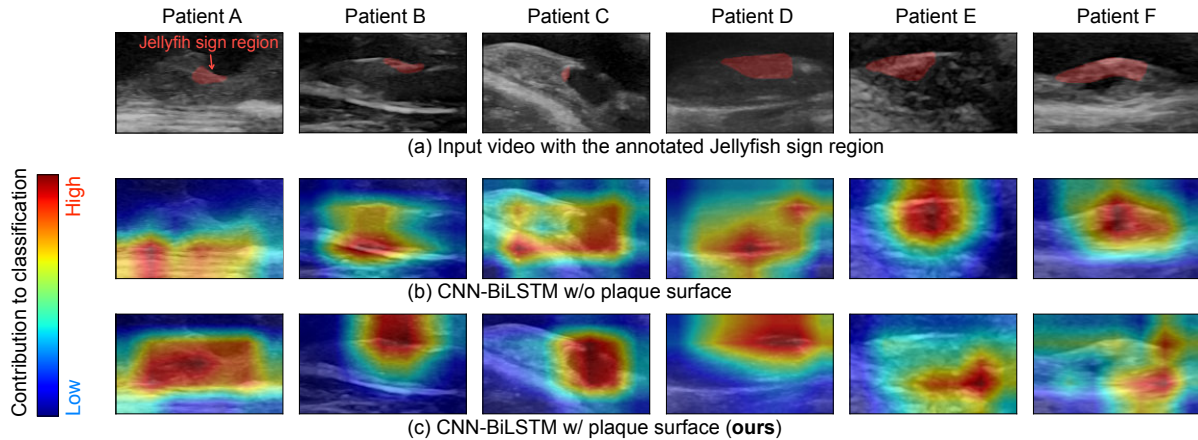 Patient A Patient B Patient C Patient D Patient E Patient F
Jellyfih sign region
(a) Input video with the annotated Jellyfish sign region
Contribution to classification
High
Low
(b) CNN-BiLSTM w/o plaque surface
(c) CNN-BiLSTM w/ plaque surface (ours)